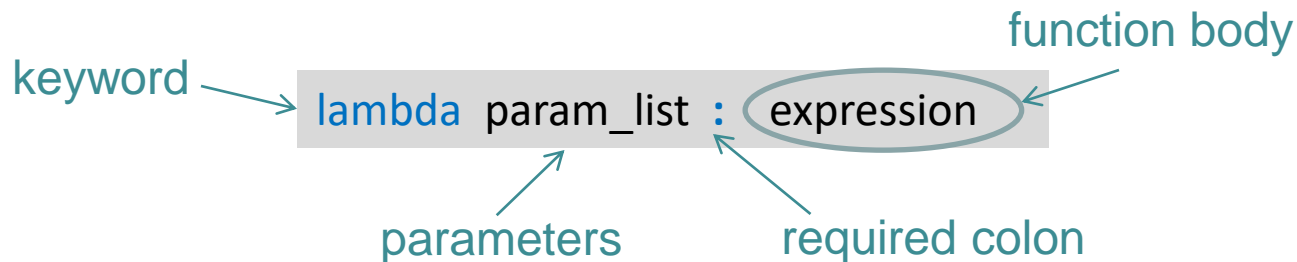 function body
keyword
lambda param_list : expression
parameters
required colon